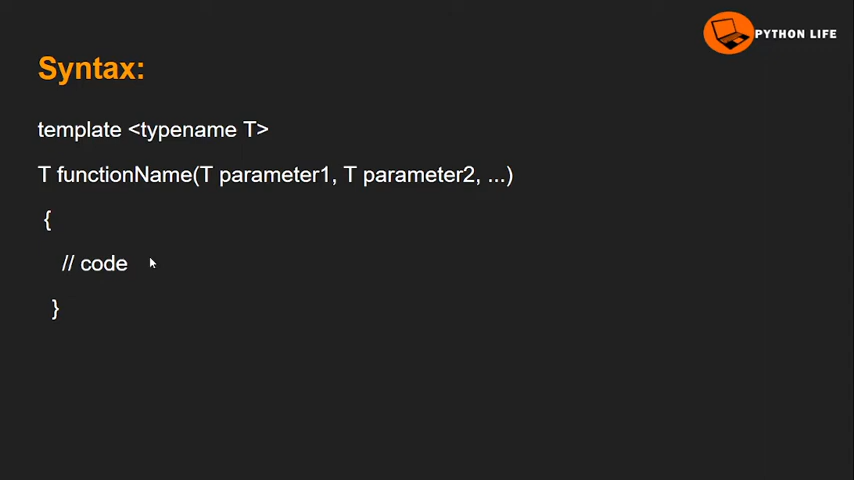 PYTHON LIFE
Syntax:
template <typename T>
T functionName(T parameter1, T parameter2, ...)
{
// code
}